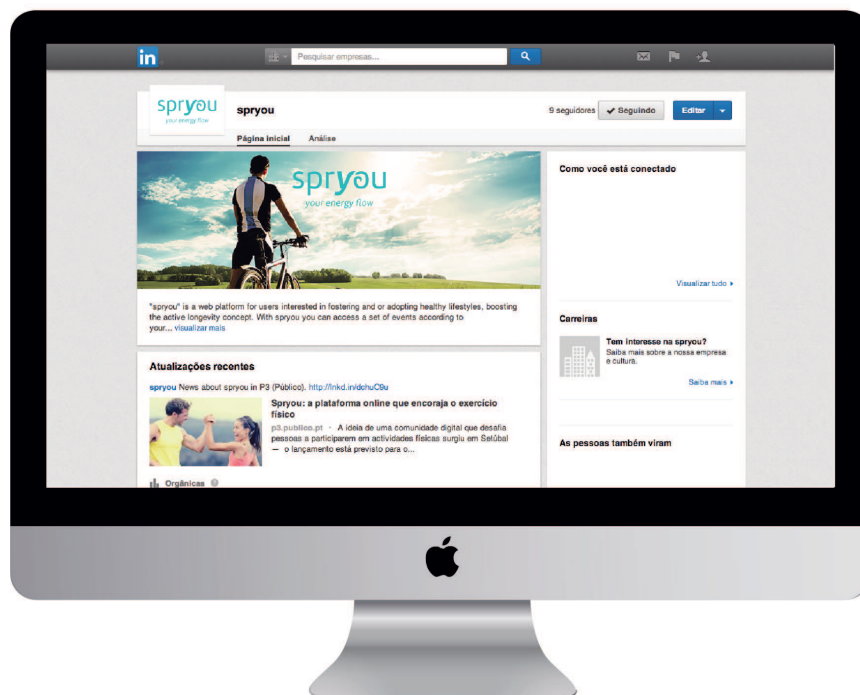 in
Pesquisar empresas...
spryou
your energy flow
spryou
9 seguidores
Seguindo
Editar
Página inicial
Análise
spryou
your energy flow
"spryou" is a web platform for users interested in fostering and or adopting healthy lifestyles, boosting
the active longevity concept. With spryou you can access a set of events according to
your... visualizar mais
Atualizações recentes
spryou News about spryou in P3 (Público). http://lnkd.in/dchuC9u
Spryou: a plataforma online que encoraja o exercício
físico
p3.publico.pt · A ideia de uma comunidade digital que desafia
pessoas a participarem em actividades físicas surgiu em Setúbal
— o lançamento está previsto para o...
Orgânicas
Como você está conectado
Visualizar tudo
Carreiras
Tem interesse na spryou?
Saiba mais sobre a nossa empresa
e cultura.
Saiba mais
As pessoas também viram